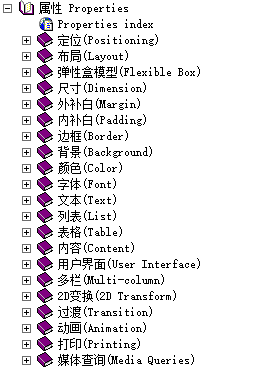 属性 Properties
Properties index
定位(Positioning)
布局(Layout)
弹性盒模型(Flexible Box)
尺寸(Dimension)
外补白(Margin)
内补白(Padding)
边框(Border)
背景(Background)
颜色(Color)
字体(Font)
文本(Text)
列表(List)
表格(Table)
内容(Content)
用户界面(User Interface)
多栏(Multi-column)
2D变换(2D Transform)
过渡(Transition)
动画(Animation)
打印(Printing)
媒体查询(Media Queries)